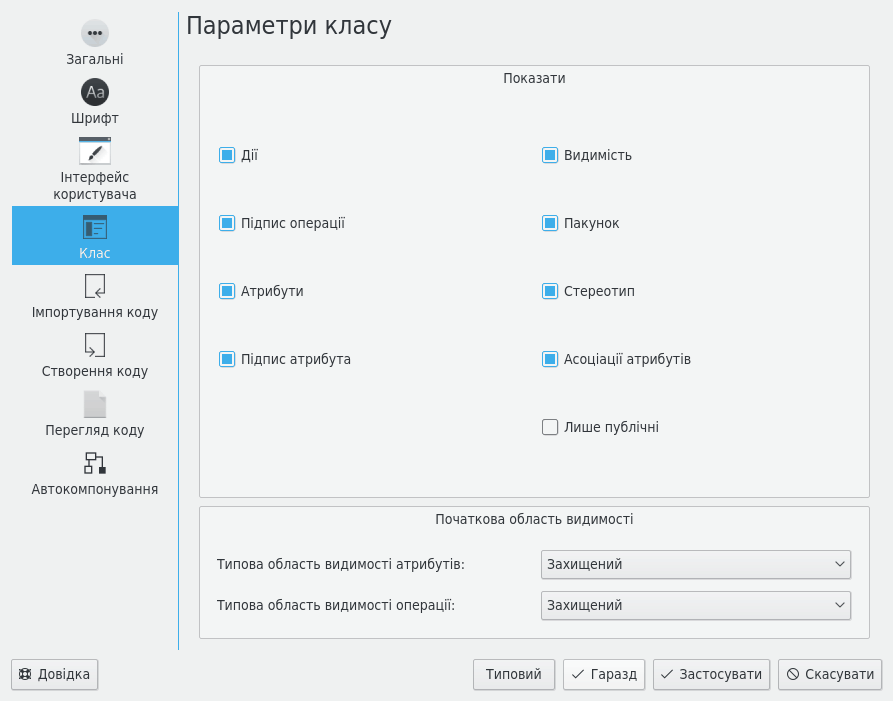 Параметри класу
Загальні
Шрифт
Інтерфейс
користувача
Клас
Імпортування коду
Створення коду
Перегляд коду
Автокомпонування
Показати
Дії
Видимість
Підпис операції
Пакунок
Атрибути
Стереотип
Підпис атрибута
Асоціації атрибутів
Лише публічні
Початкова область видимості
Типова область видимості атрибутів:
Захищений
Типова область видимості операції:
Захищений
Довідка
Типовий
Гаразд
Застосувати
Скасувати